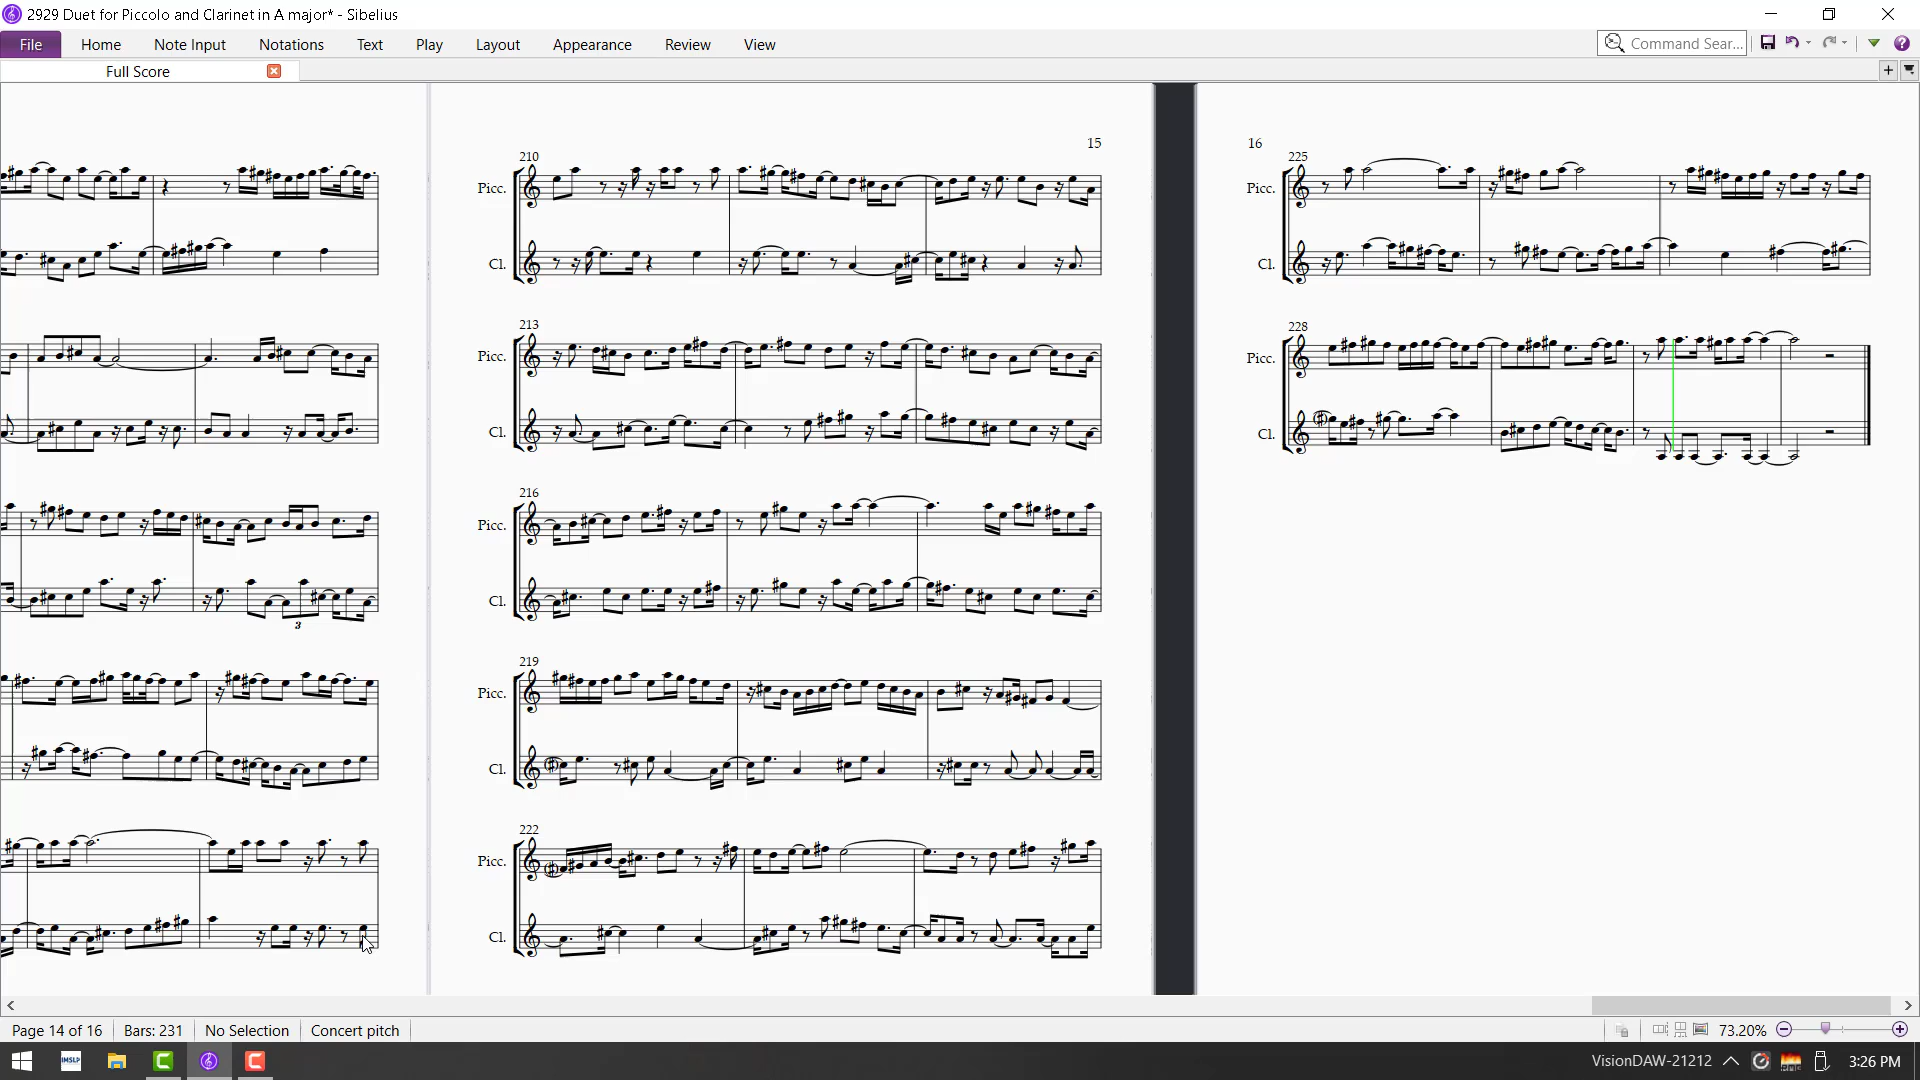 2929 Duet for Piccolo and Clarinet in A major* - Sibelius
File Home Note Input Notations Text Play Layout Appearance Review View Command Sear...
Full Score
15
16
210
Picc.
Cl.
213
Picc.
Cl.
216
Picc.
Cl.
3
219
Picc.
Cl.
222
Picc.
Cl.
225
Picc.
Cl.
228
Picc.
Cl.
Page 14 of 16 Bars: 231 No Selection Concert pitch 73.20%
IMSLP VisionDAW-21212 3:26 PM